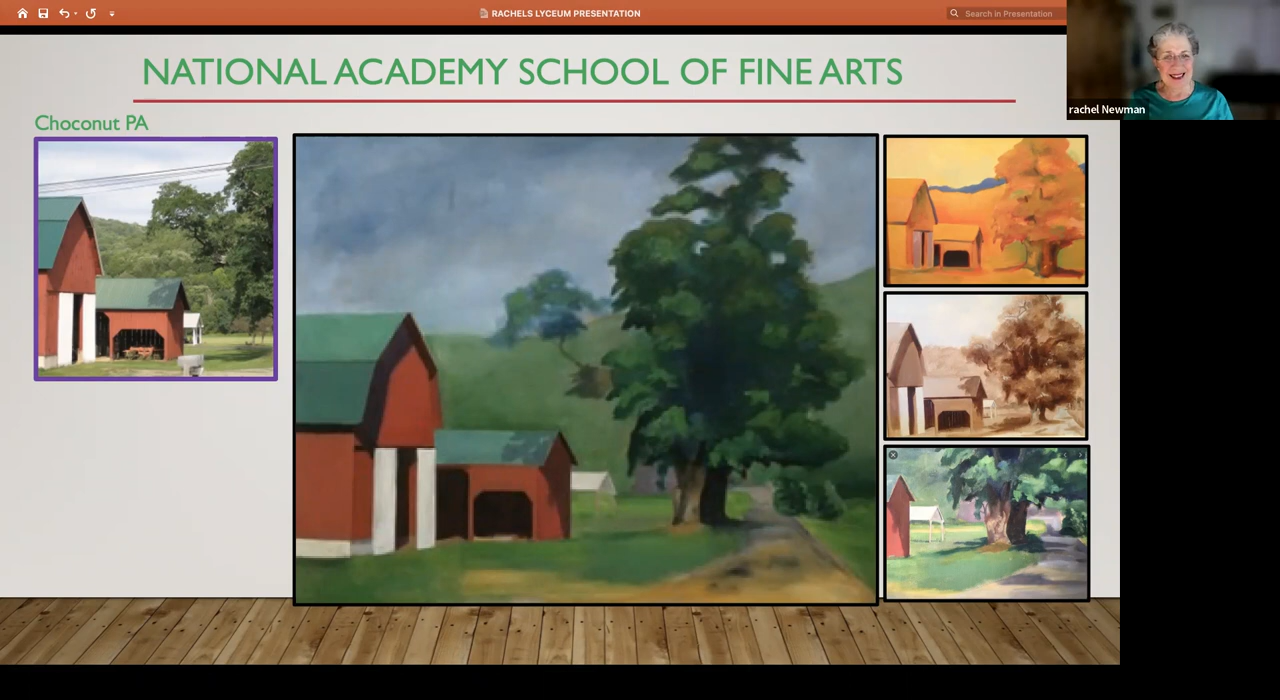 RACHELS LYCEUM PRESENTATION
Search in Presentation
NATIONAL ACADEMY SCHOOL OF FINE ARTS
rachel Newman
Choconut PA